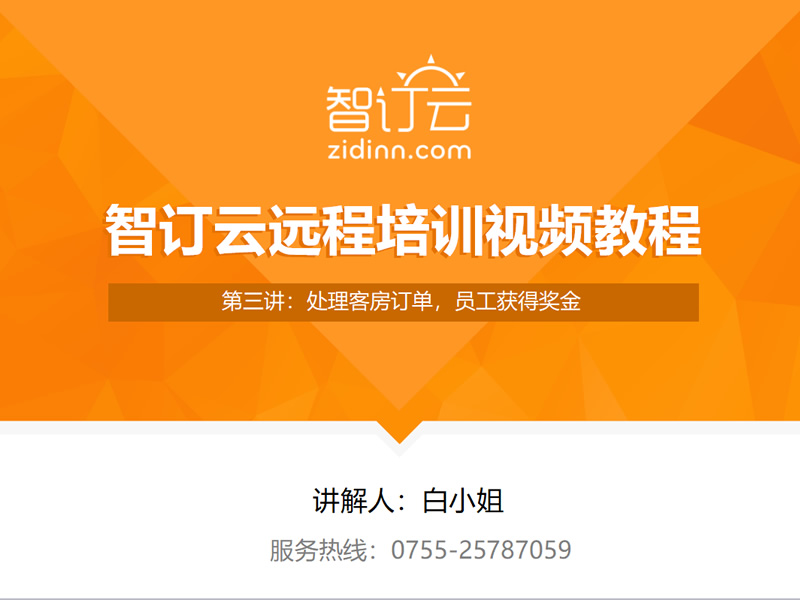 智订云
zidinn.com
智订云远程培训视频教程
第三讲：处理客房订单，员工获得奖金
讲解人：白小姐
服务热线：0755-25787059